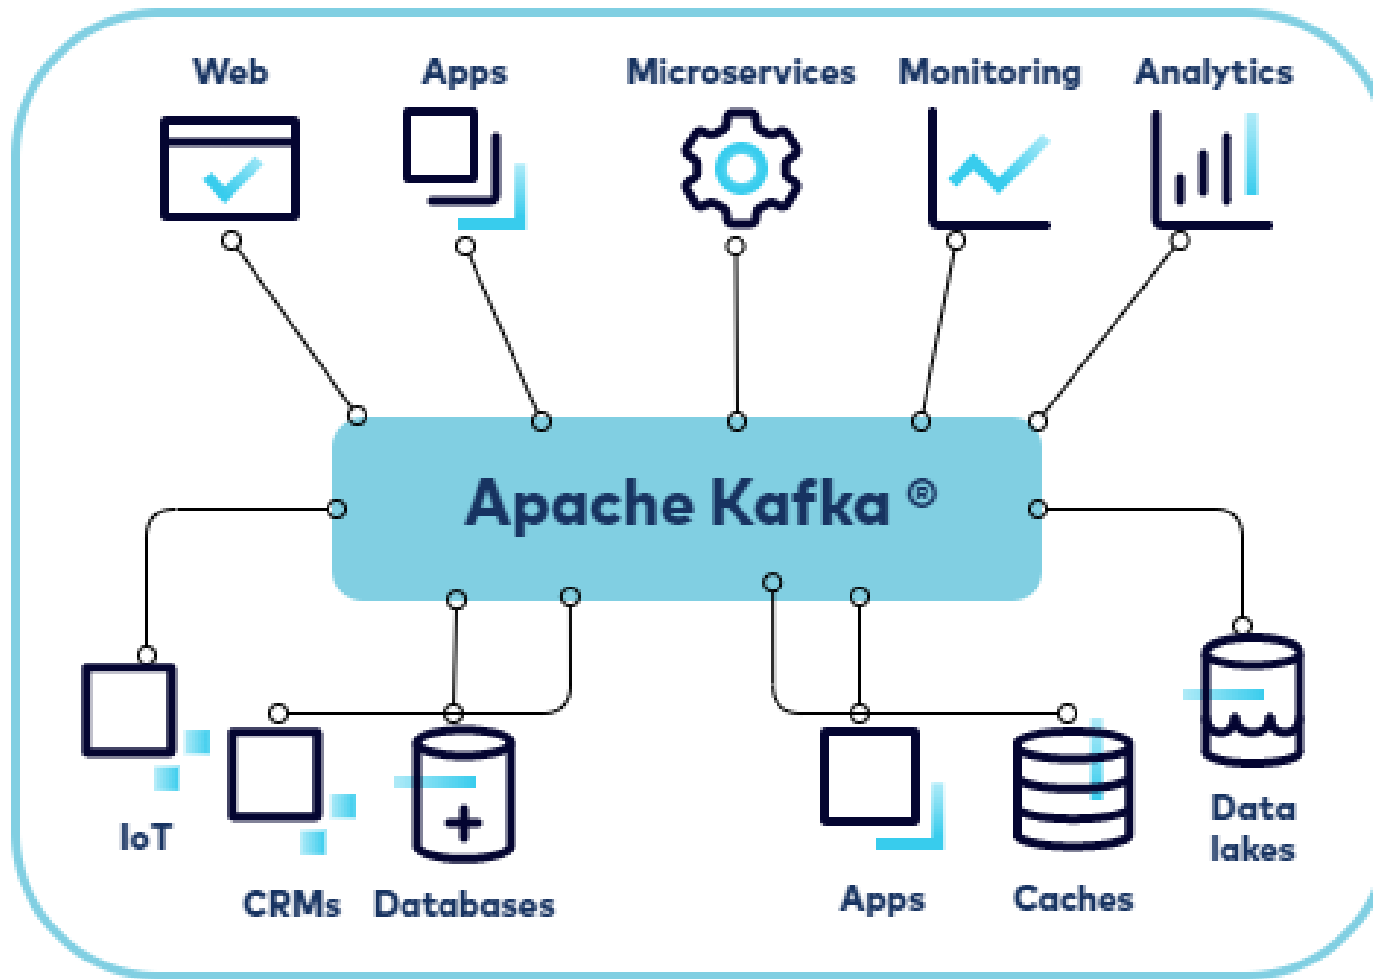 Web
Apps
Microservices
Monitoring
Analytics
Apache Kafka ®
IoT
CRMs
Databases
Apps
Caches
Data
lakes